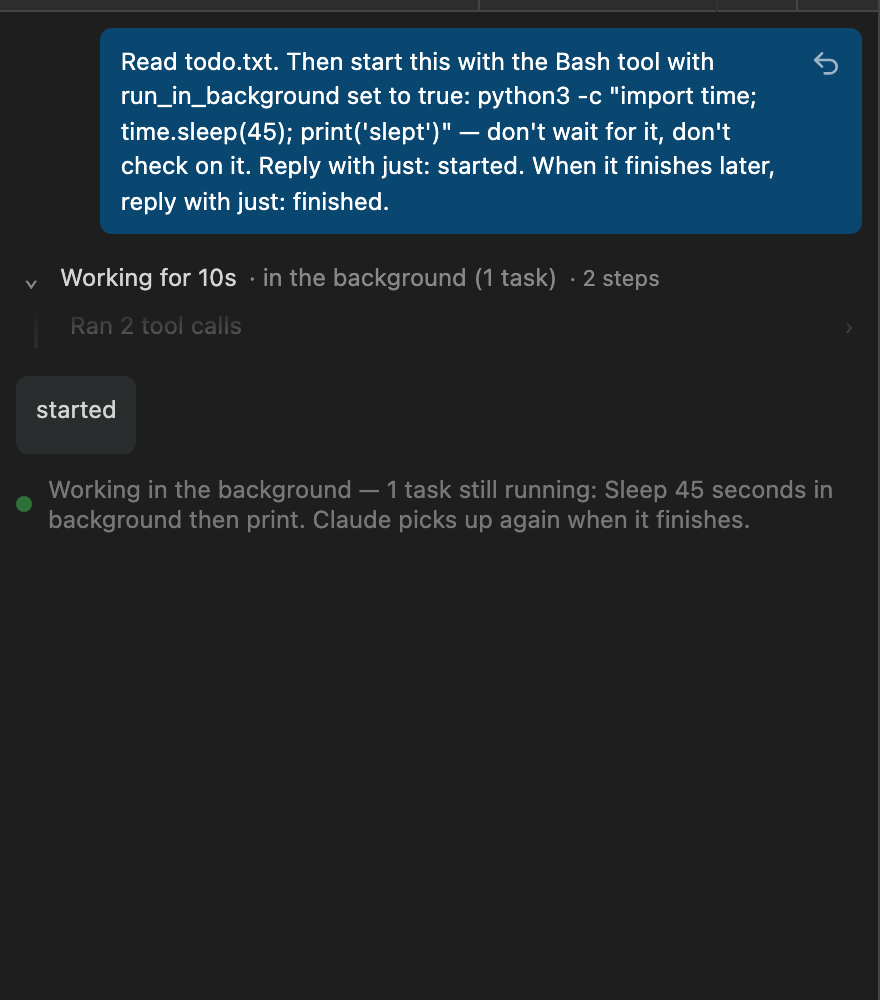 Read todo.txt. Then start this with the Bash tool with
run_in_background set to true: python3 -c "import time;
time.sleep(45); print('slept')" — don't wait for it, don't
check on it. Reply with just: started. When it finishes later,
reply with just: finished.
Working for 10s · in the background (1 task) · 2 steps
Ran 2 tool calls
started
Working in the background — 1 task still running: Sleep 45 seconds in
background then print. Claude picks up again when it finishes.